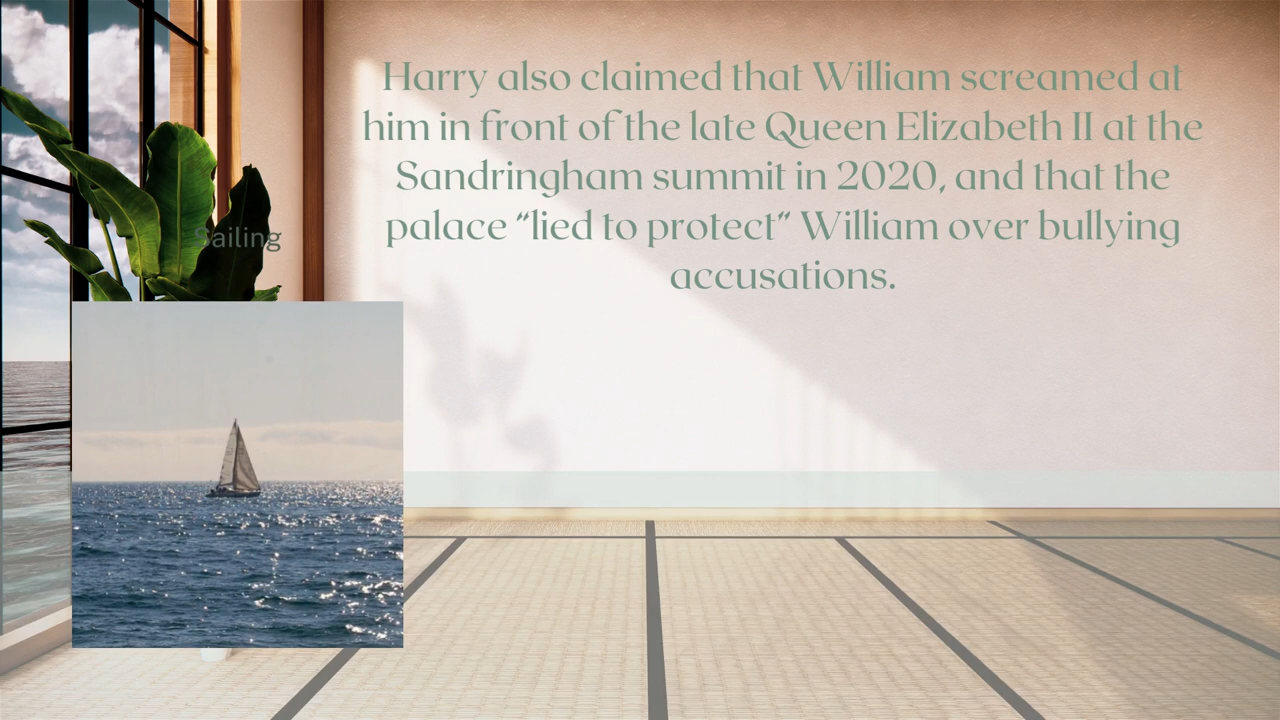 Harry also claimed that William screamed at
him in front of the late Queen Elizabeth II at the
Sandringham summit in 2020, and that the
palace “lied to protect” William over bullying
accusations.
Sailing